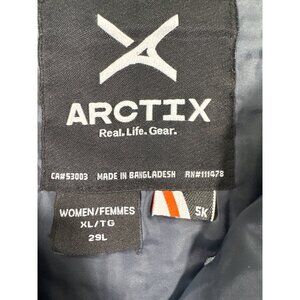 ARCTIX
Real. Life. Gear.
CA#53003 MADE IN BANGLADESH RN#111478
WOMEN/FEMMES
XL/TG
29L
5K